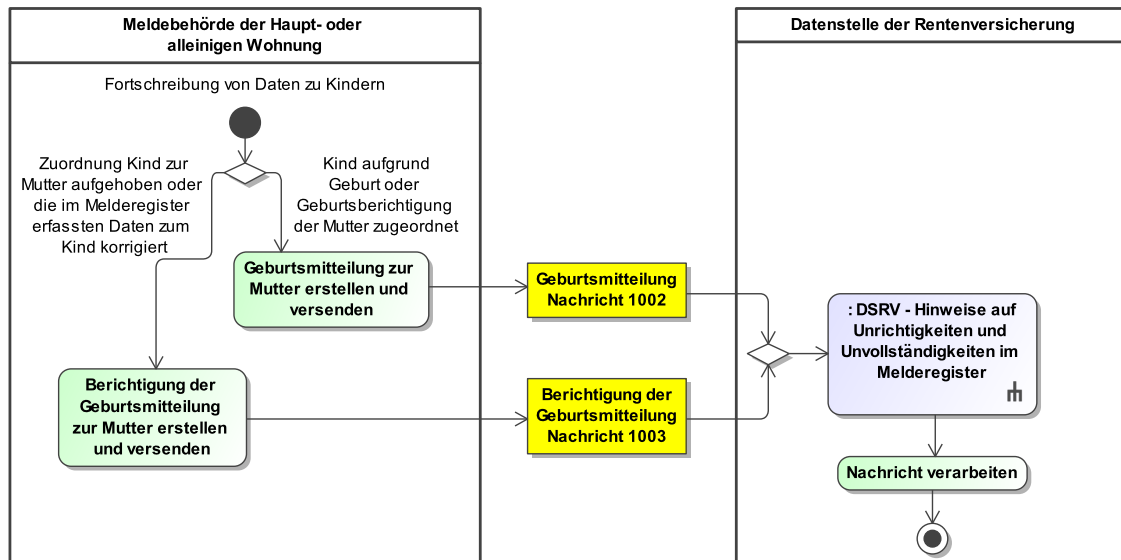 Meldebehörde der Haupt- oder
alleinigen Wohnung
Datenstelle der Rentenversicherung
Fortschreibung von Daten zu Kindern
Zuordnung Kind zur
Mutter aufgehoben oder
die im Melderegister
erfassten Daten zum
Kind korrigiert
Kind aufgrund
Geburt oder
Geburtsberichtigung
der Mutter zugeordnet
Geburtsmitteilung zur
Mutter erstellen und
versenden
Geburtsmitteilung
Nachricht 1002
: DSRV - Hinweise auf
Unrichtigkeiten und
Unvollständigkeiten im
Melderegister
Berichtigung der
Geburtsmitteilung
zur Mutter erstellen
und versenden
Berichtigung der
Geburtsmitteilung
Nachricht 1003
Nachricht verarbeiten